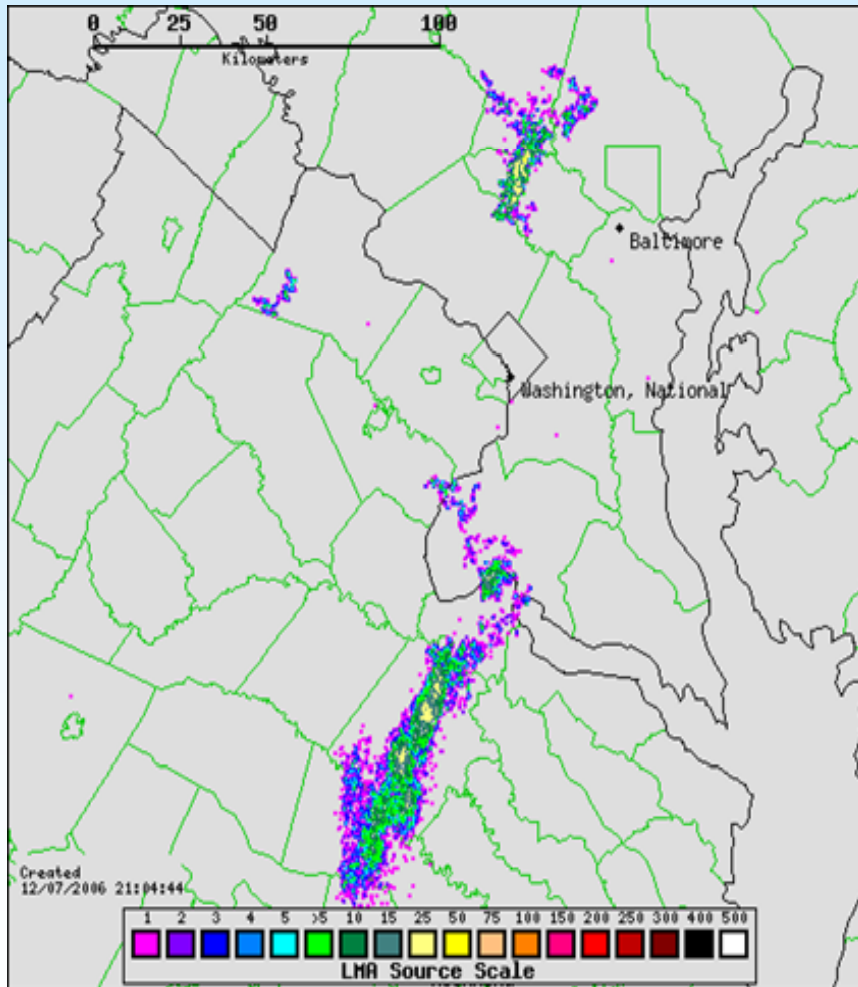 0 25 50 100
Kilometers
Baltimore
Washington, National
Created
12/07/2006 21:04:44
1 2 3 4 5 >5 10 15 25 50 75 100 150 200 250 300 400 500
LMA Source Scale